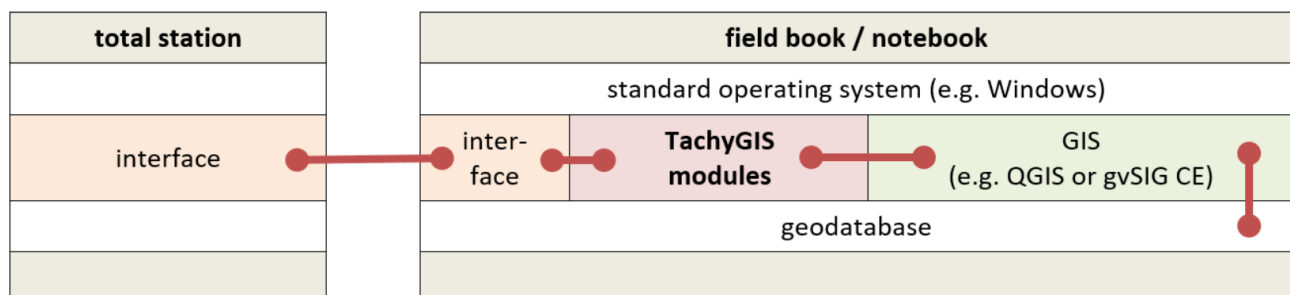 total station
field book / notebook
standard operating system (e.g. Windows)
interface
inter-
face
TachyGIS
modules
GIS
(e.g. QGIS or gvSIG CE)
geodatabase